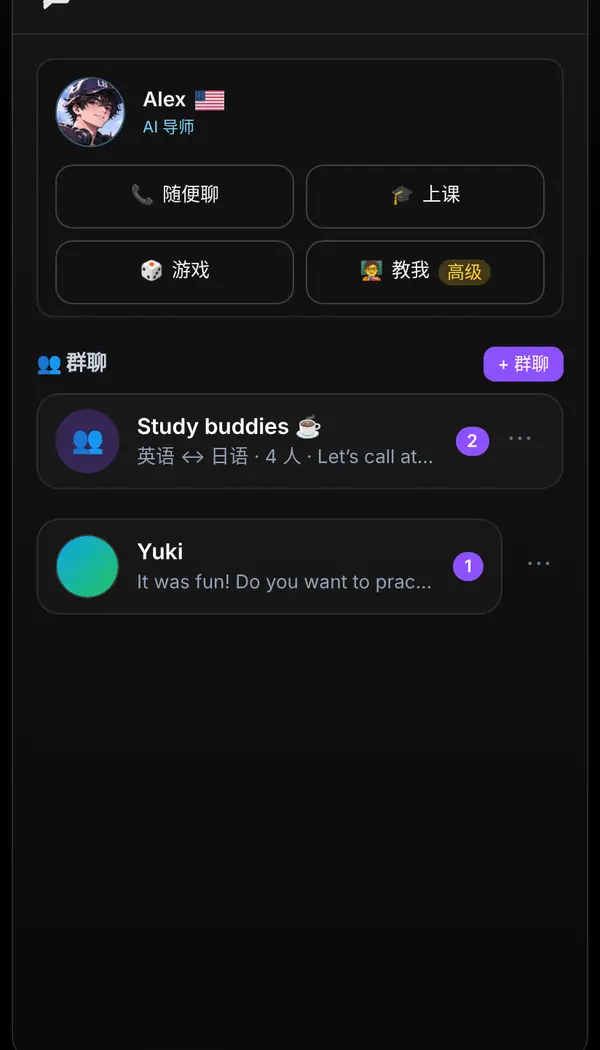 Alex 🇺🇸
AI 导师
📞 随便聊
🎓 上课
🎲 游戏
🧑‍🏫 教我 高级
👥 群聊
+ 群聊
Study buddies ☕
英语 ↔ 日语 · 4 人 · Let’s call at...
2
Yuki
It was fun! Do you want to prac...
1